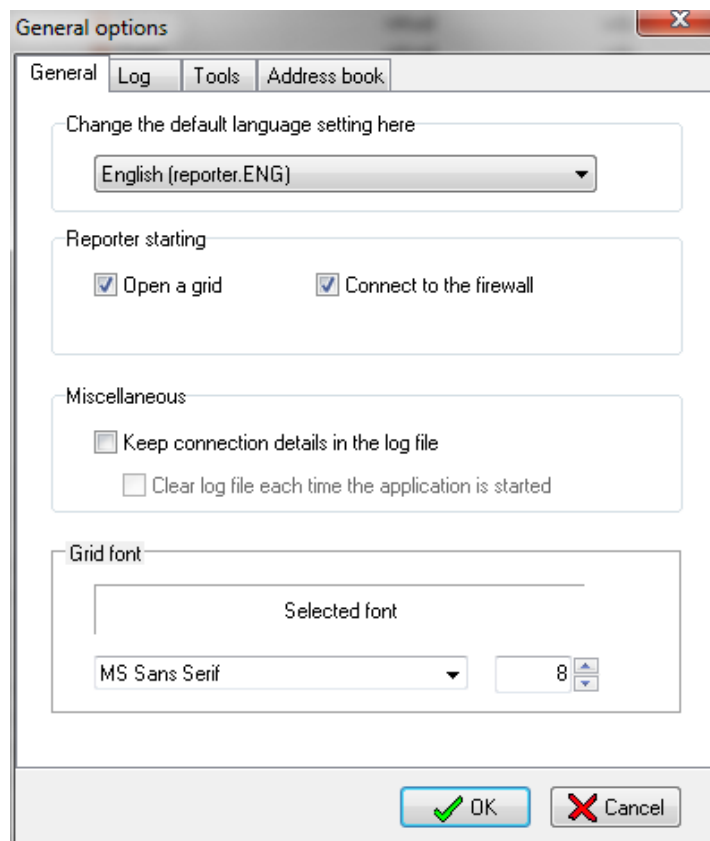 General options
General Log Tools Address book
Change the default language setting here
English (reporter.ENG)
Reporter starting
Open a grid Connect to the firewall
Miscellaneous
Keep connection details in the log file
Clear log file each time the application is started
Grid font
Selected font
MS Sans Serif 8
OK Cancel